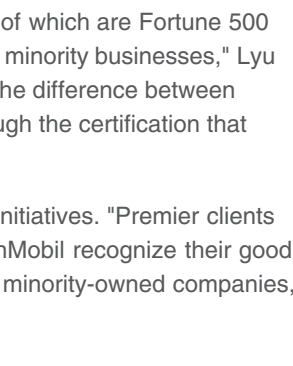 of which are Fortune 500
minority businesses," Lyu
he difference between
ugh the certification that
nitiatives. "Premier clients
nMobil recognize their good
minority-owned companies,